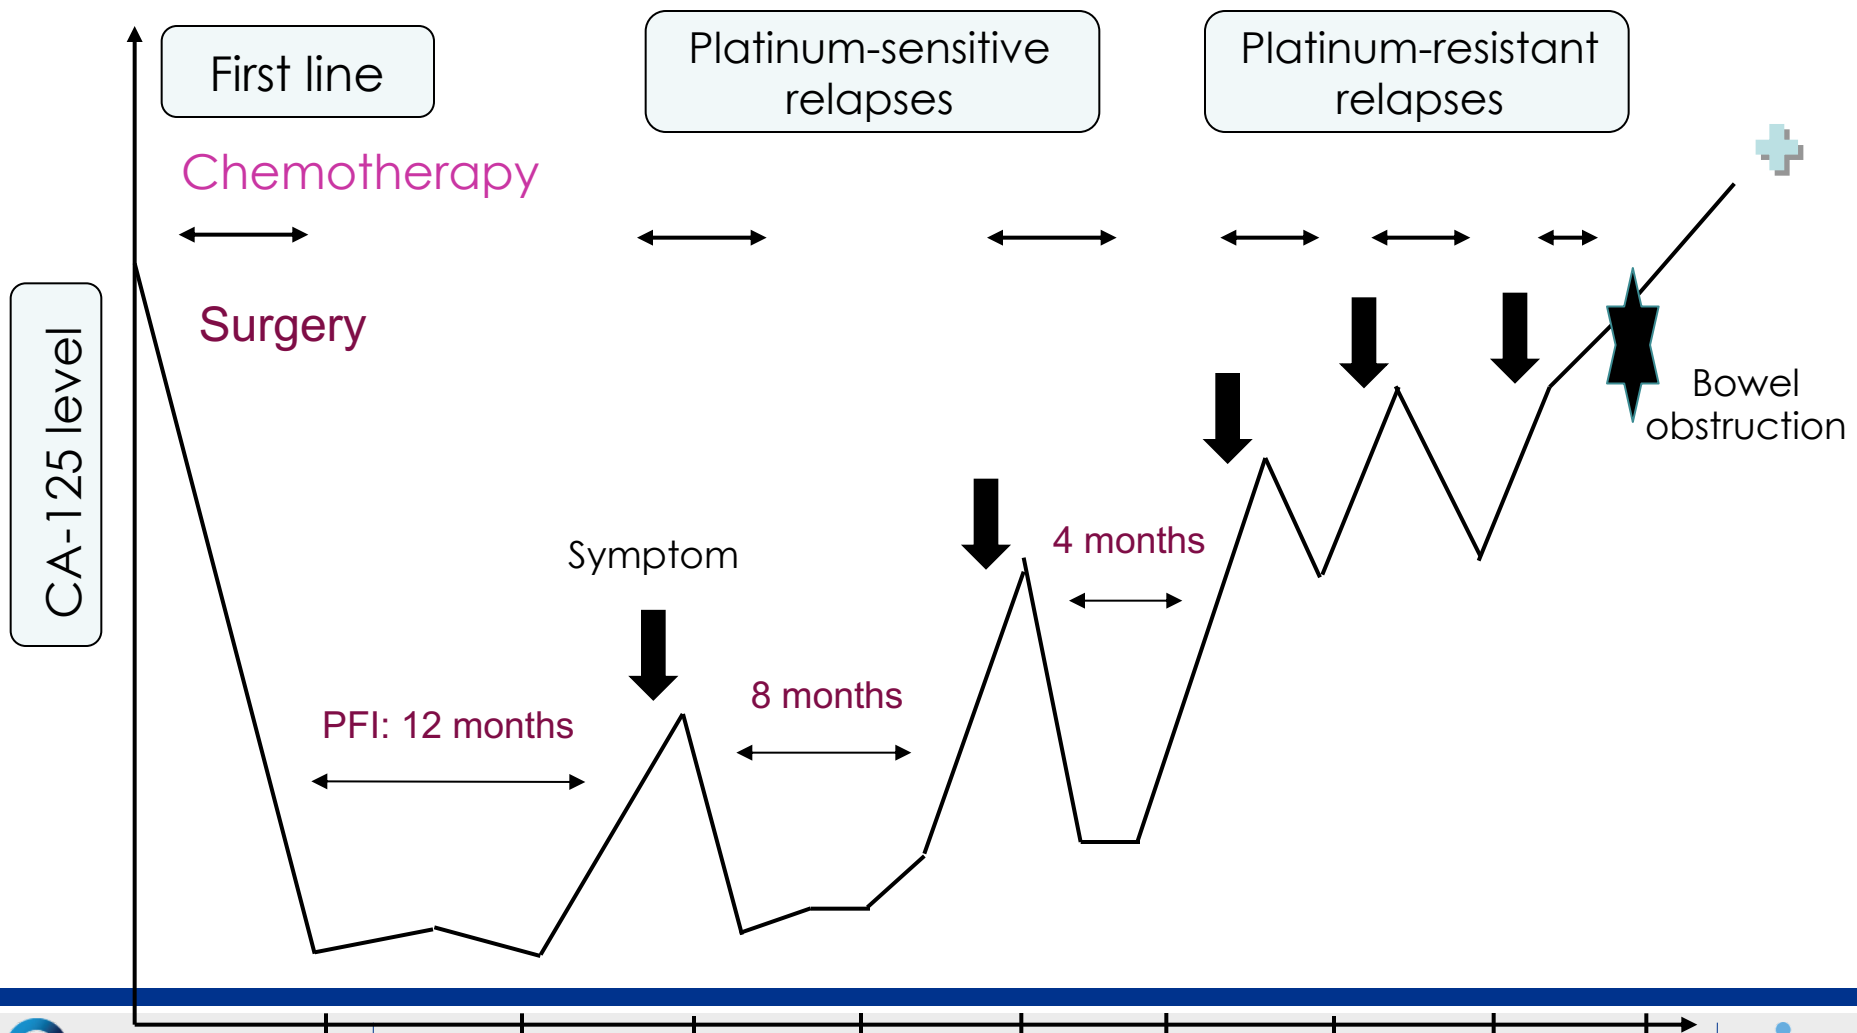 First line
Platinum-sensitive
relapses
Platinum-resistant
relapses
Chemotherapy
Surgery
CA-125 level
Bowel
obstruction
4 months
Symptom
8 months
PFI: 12 months